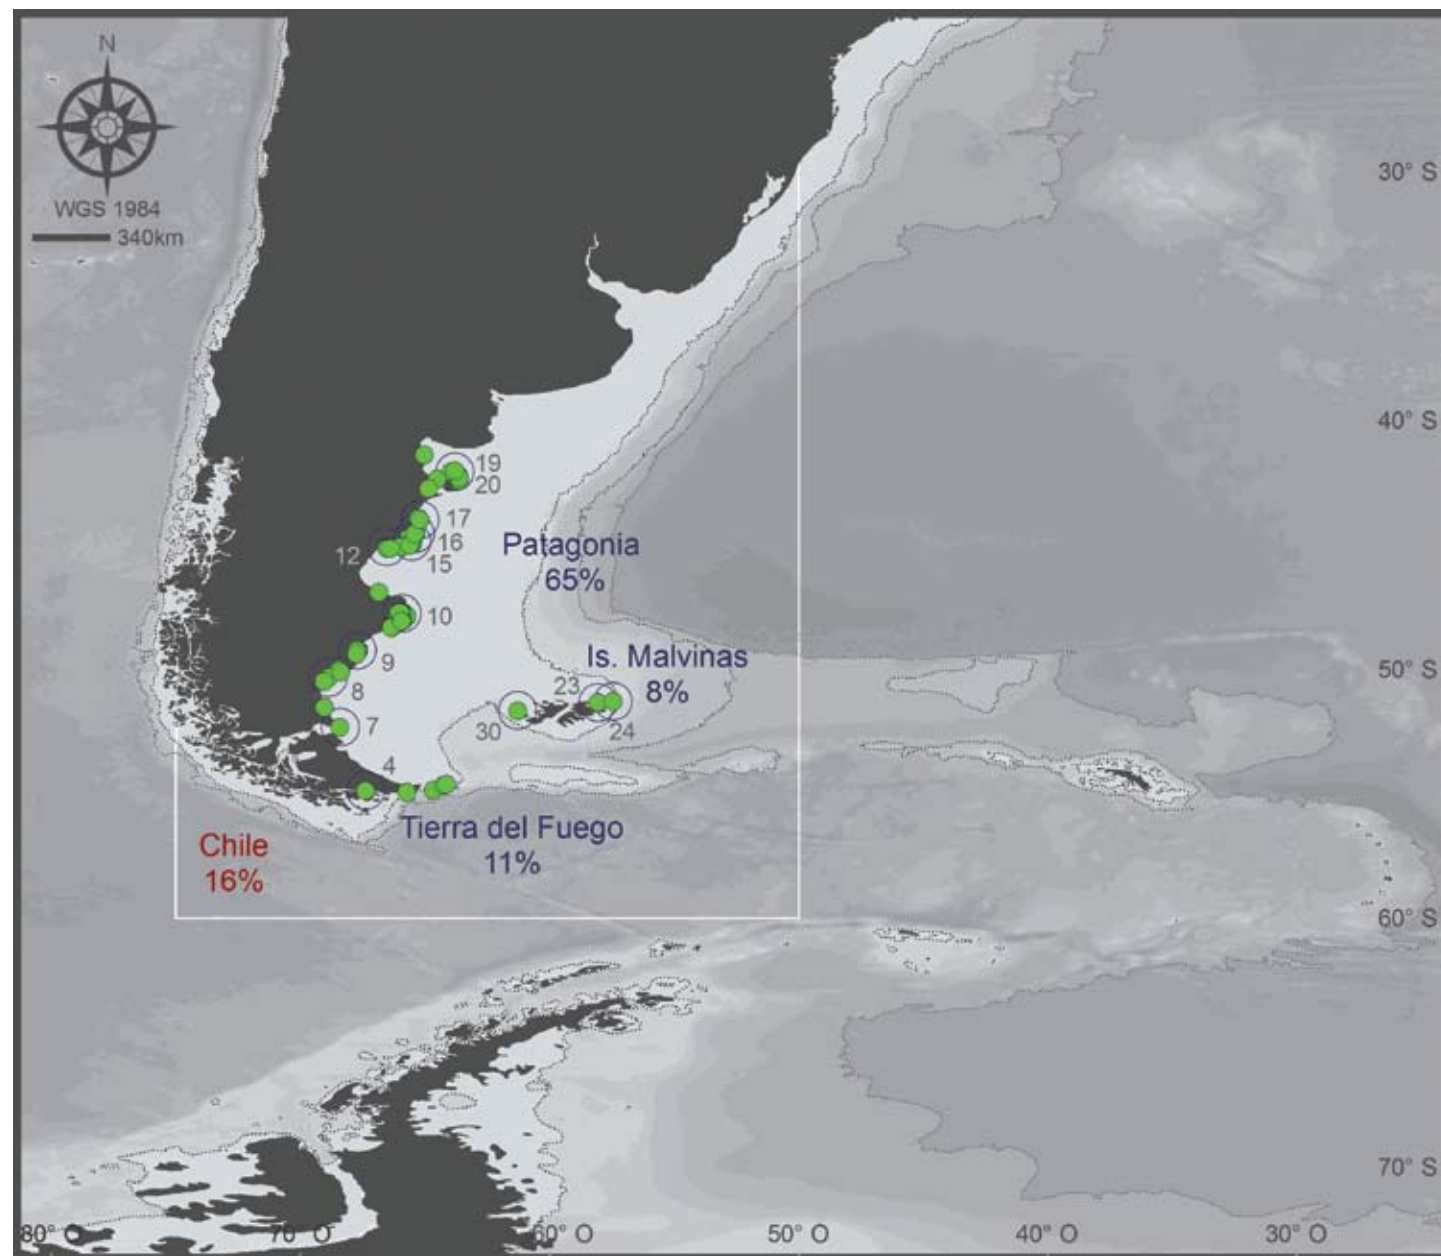 N
WGS 1984
340km
30° S
40° S
19
20
17
16
12
15
Patagonia
65%
10
9
Is. Malvinas
8%
50° S
8
23
30
24
7
4
Tierra del Fuego
11%
Chile
16%
60° S
70° S
80° O
70° O
60° O
50° O
40° O
30° O